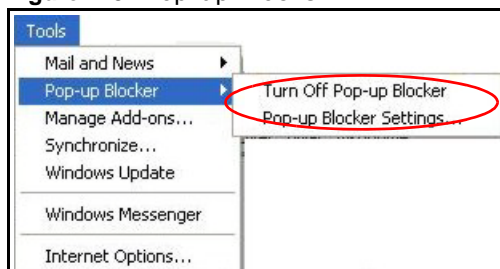 Tools
Mail and News
Pop-up Blocker
Turn Off Pop-up Blocker
Manage Add-ons...
Pop-up Blocker Settings...
Synchronize...
Windows Update
Windows Messenger
Internet Options...